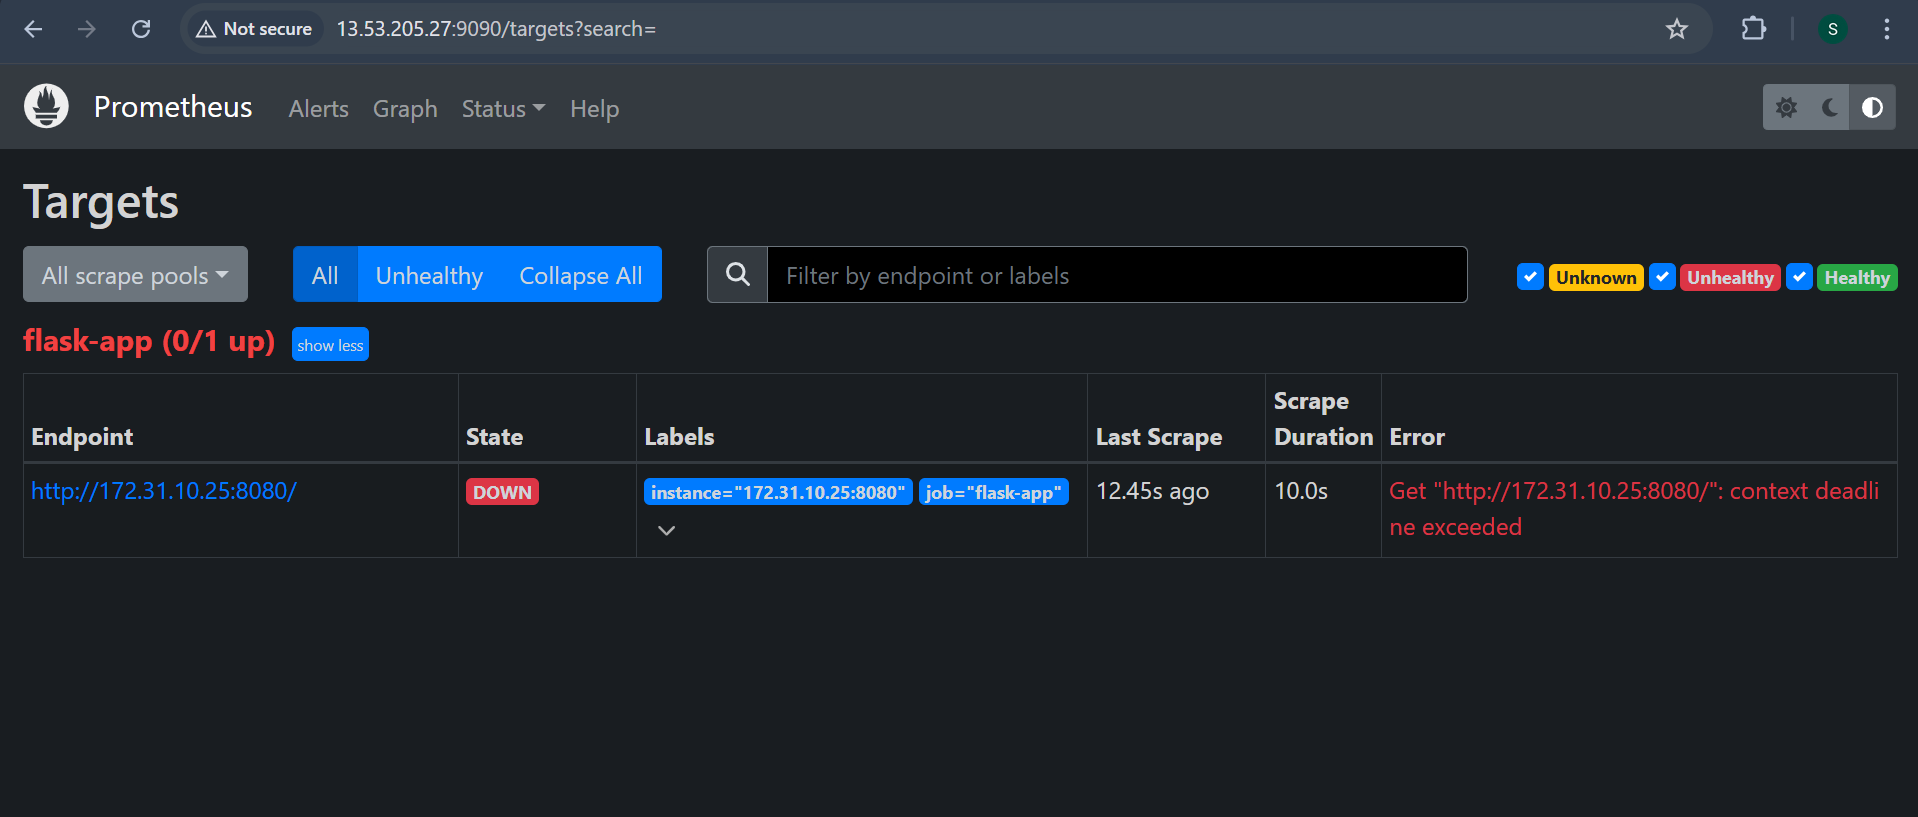 Not secure 13.53.205.27:9090/targets?search= S
Prometheus Alerts Graph Status Help
Targets
All scrape pools All Unhealthy Collapse All Filter by endpoint or labels Unknown Unhealthy Healthy
flask-app (0/1 up) show less
Endpoint State Labels Last Scrape Scrape Duration Error
http://172.31.10.25:8080/ DOWN instance="172.31.10.25:8080" job="flask-app" 12.45s ago 10.0s Get "http://172.31.10.25:8080/": context deadli
ne exceeded